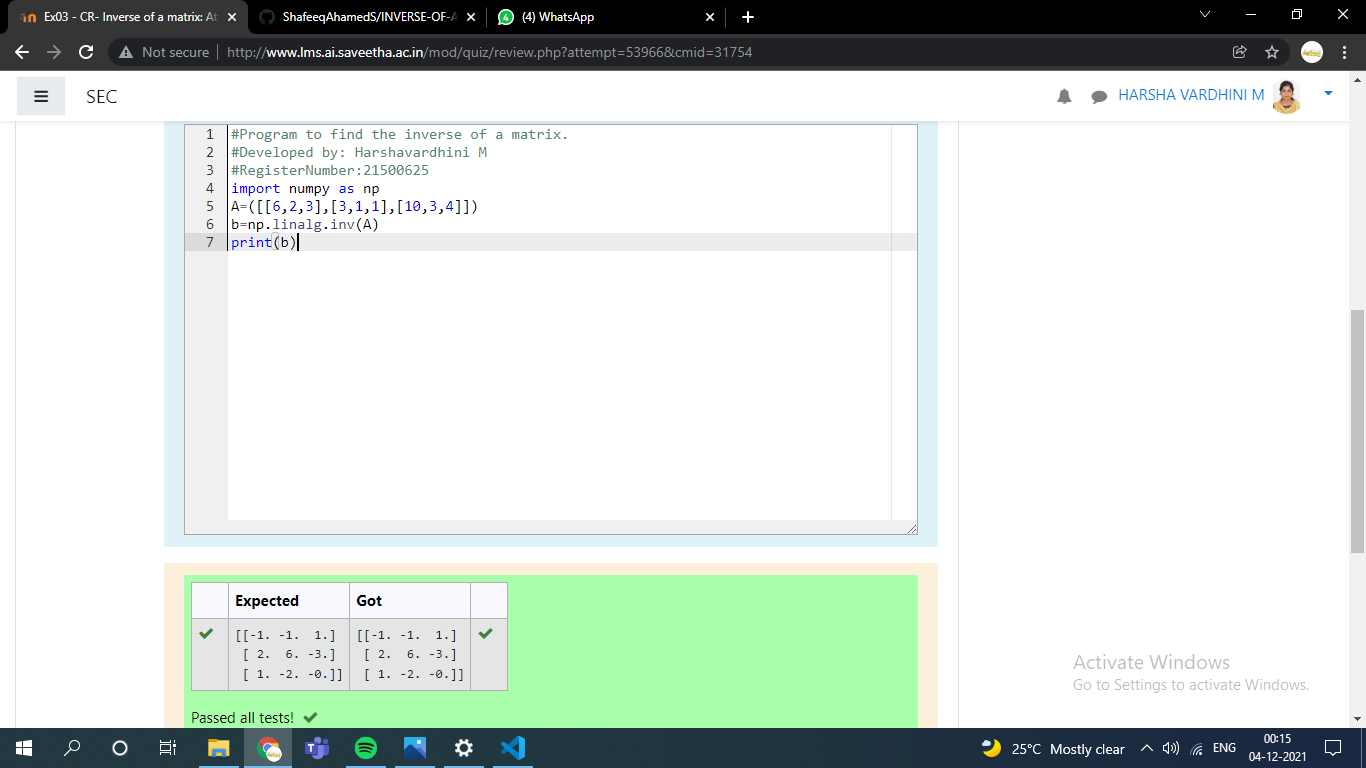 Ex03 - CR- Inverse of a matrix: At
ShafeeqAhamedS/INVERSE-OF-A
(4) WhatsApp
Not secure
http://www.lms.ai.saveetha.ac.in/mod/quiz/review.php?attempt=53966&cmid=31754
SEC
HARSHA VARDHINI M
1 #Program to find the inverse of a matrix.
2 #Developed by: Harshavardhini M
3 #RegisterNumber:21500625
4 import numpy as np
5 A=([[6,2,3],[3,1,1],[10,3,4]])
6 b=np.linalg.inv(A)
7 print(b)
Expected Got
[[-1. -1. 1.] [[-1. -1. 1.]
[ 2. 6. -3.] [ 2. 6. -3.]
[ 1. -2. -0.]] [ 1. -2. -0.]]
Passed all tests!
Activate Windows
Go to Settings to activate Windows.
25°C Mostly clear
ENG
00:15
04-12-2021